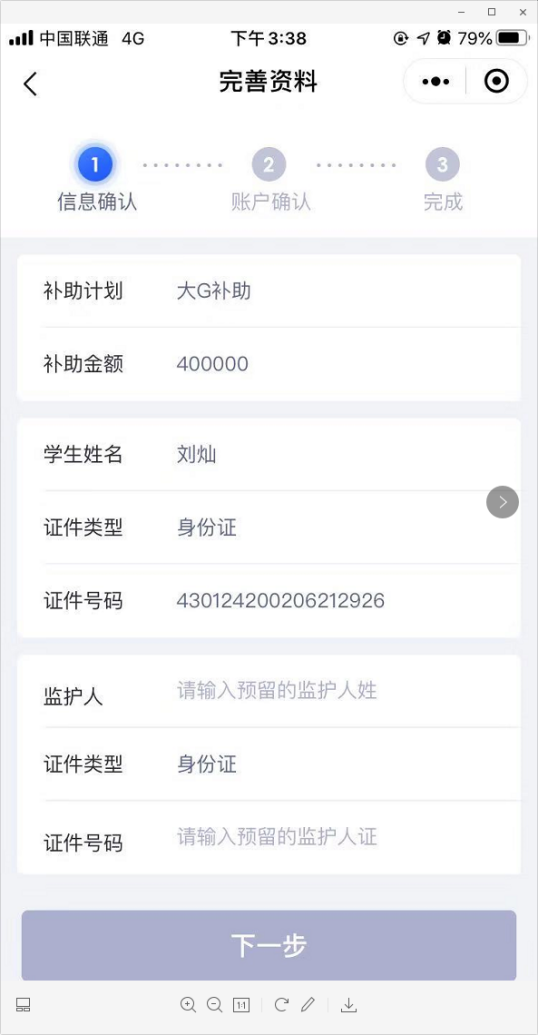 中国联通 4G 下午3:38 79%
完善资料
1 2 3
信息确认 账户确认 完成
补助计划 大G补助
补助金额 400000
学生姓名 刘灿
证件类型 身份证
证件号码 430124200206212926
监护人 请输入预留的监护人姓
证件类型 身份证
证件号码 请输入预留的监护人证
下一步
1:1